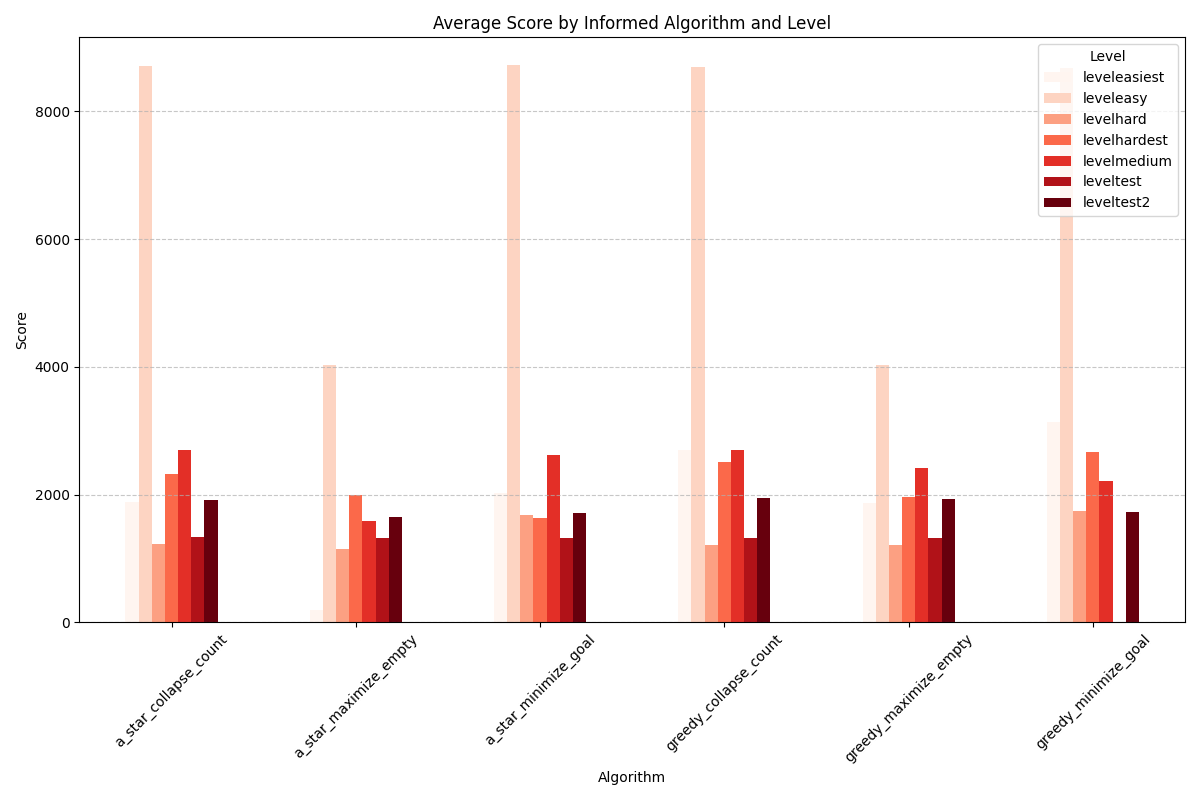 Average Score by Informed Algorithm and Level
Score
8000
6000
4000
2000
0
Level
leveleasiest
leveleasy
levelhard
levelhardest
levelmedium
leveltest
leveltest2
a_star_collapse_count
a_star_maximize_empty
a_star_minimize_goal
greedy_collapse_count
greedy_maximize_empty
greedy_minimize_goal
Algorithm